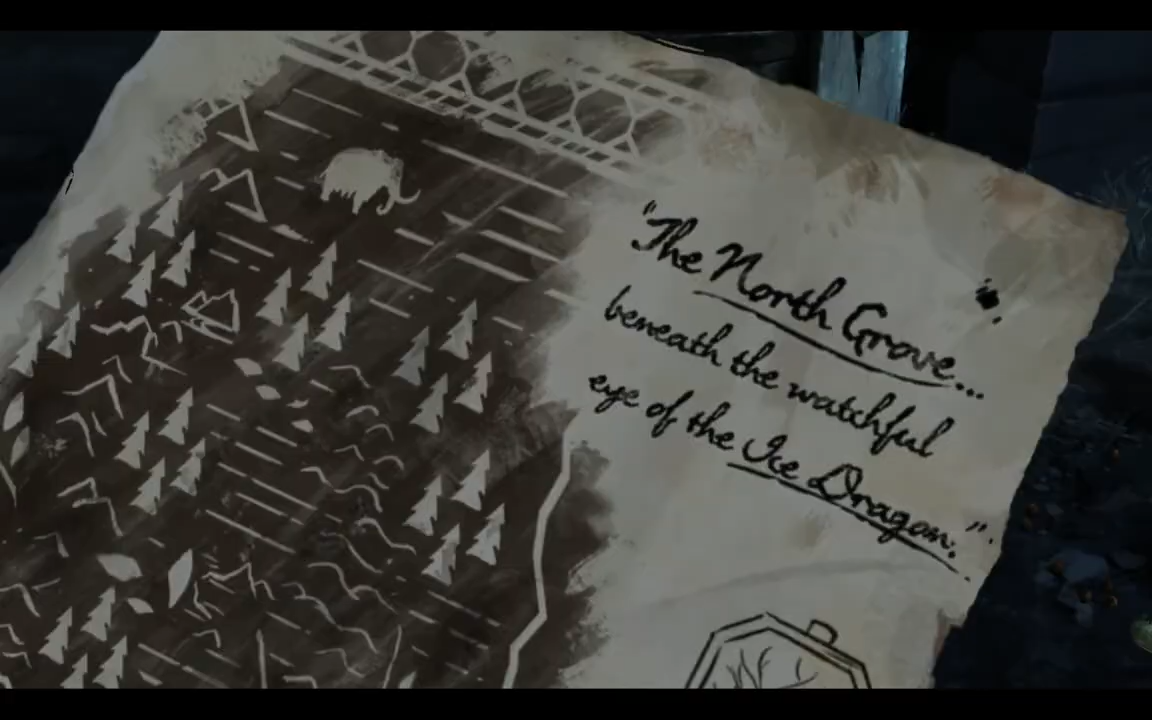 "The North Grove...
beneath the watchful
eye of the Ice Dragon."